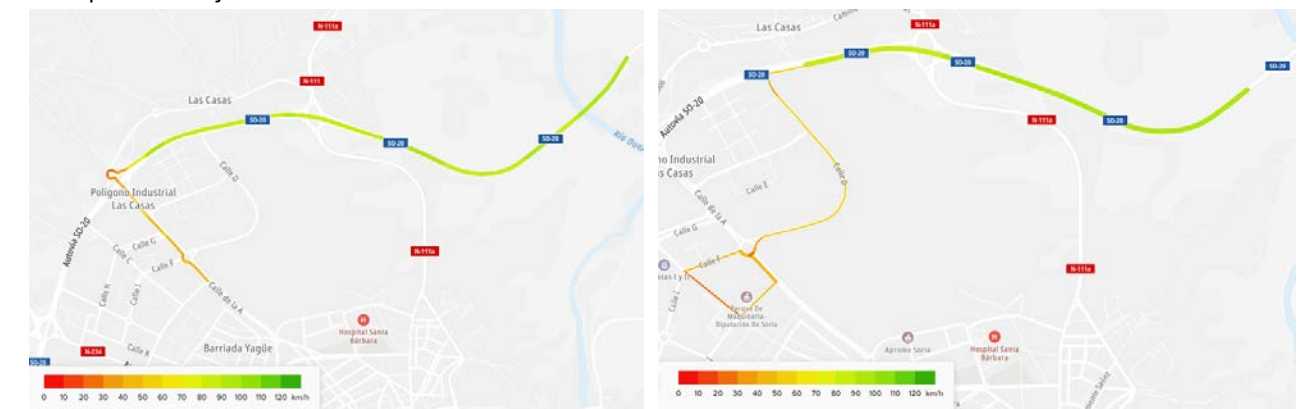 N-111a
N-111
Las Casas
SO-20
SO-20
SO-20
Calle D
Polígono Industrial
Las Casas
Autovía SO-20
Calle G
Calle C
Calle F
N-111a
Calle H
Calle J
Calle de la A
Hospital Santa
Bárbara
Barriada Yagüe
N-234
Calle K
SO-20
0 10 20 30 40 50 60 70 80 90 100 110 120 km/h
Las Casas
N-111a
SO-20
SO-20
SO-20
SO-20
Autovía SO-20
N-111a
SO-20
no Industrial
s Casas
Calle D
Calle E
Calle de la A
Calle G
Calle F
N-111a
Calle I
Parque De
Maquinaria-
Diputación De Soria
Apromo Soria
Hospital Santa
Bárbara
0 10 20 30 40 50 60 70 80 90 100 110 120 km/h